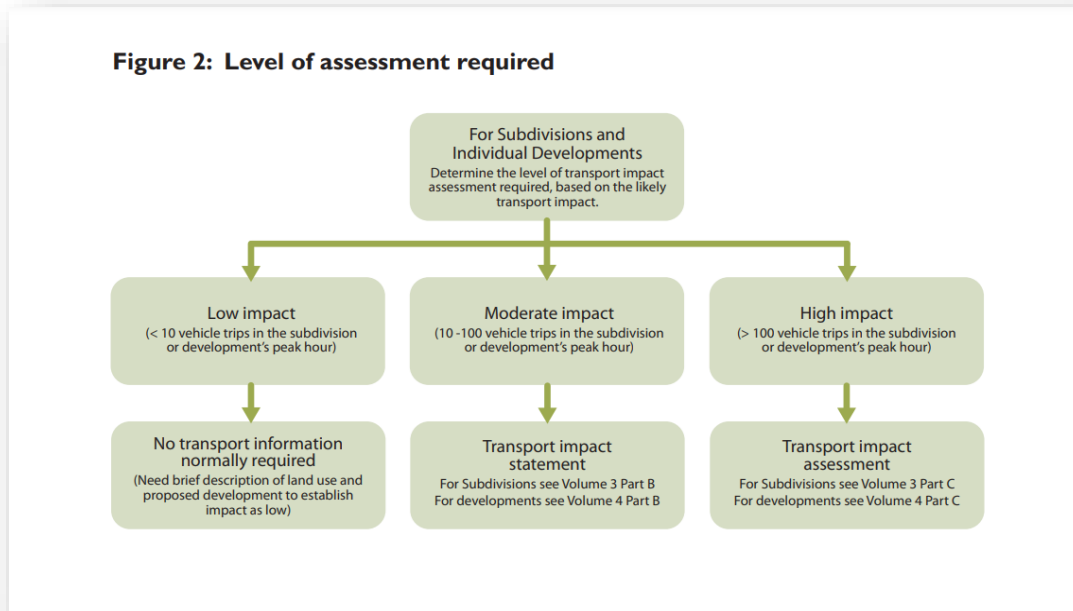 Figure 2: Level of assessment required
For Subdivisions and
Individual Developments
Determine the level of transport impact
assessment required, based on the likely
transport impact.
Low impact
(< 10 vehicle trips in the subdivision
or development's peak hour)
Moderate impact
(10 -100 vehicle trips in the subdivision
or development's peak hour)
High impact
(> 100 vehicle trips in the subdivision
or development's peak hour)
No transport information
normally required
(Need brief description of land use and
proposed development to establish
impact as low)
Transport impact
statement
For Subdivisions see Volume 3 Part B
For developments see Volume 4 Part B
Transport impact
assessment
For Subdivisions see Volume 3 Part C
For developments see Volume 4 Part C